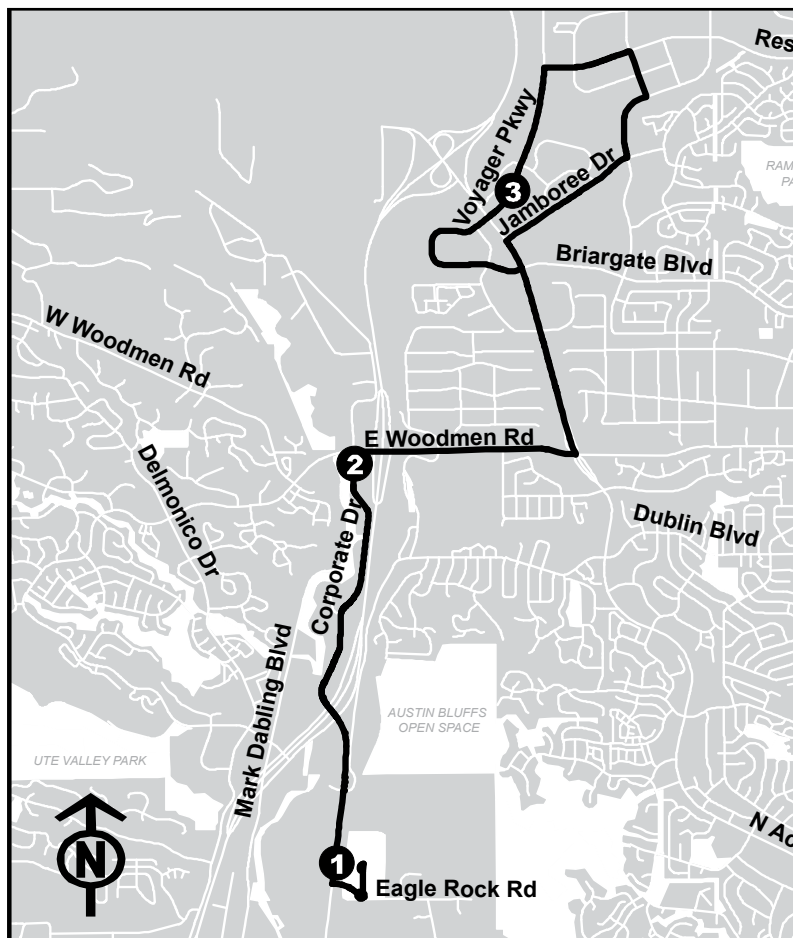 Res
Voyager Pkwy
RAM
PA
3
Jamboree Dr
Briargate Blvd
W Woodmen Rd
E Woodmen Rd
2
Delmonico Dr
Corporate Dr
Dublin Blvd
Mark Dabling Blvd
AUSTIN BLUFFS
OPEN SPACE
UTE VALLEY PARK
N Ac
N
1
Eagle Rock Rd